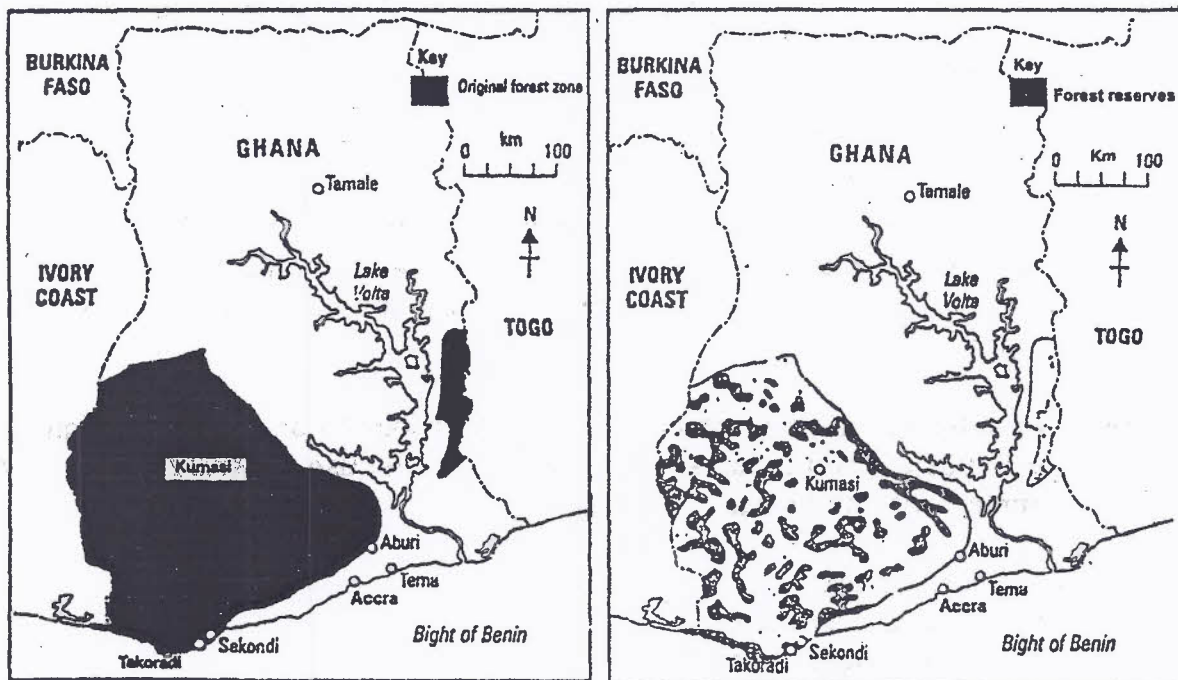 BURKINA
FASO
Key
Original forest zone
km
0 100
GHANA
Tamale
N
IVORY
COAST
Lake
Volta
TOGO
Kumasi
Aburi
Tema
Accra
Sekondi
Takoradi
Bight of Benin
BURKINA
FASO
Key
Forest reserves
Km
0 100
GHANA
Tamale
N
IVORY
COAST
Lake
Volta
TOGO
Kumasi
Aburi
Tema
Accra
Sekondi
Takoradi
Bight of Benin